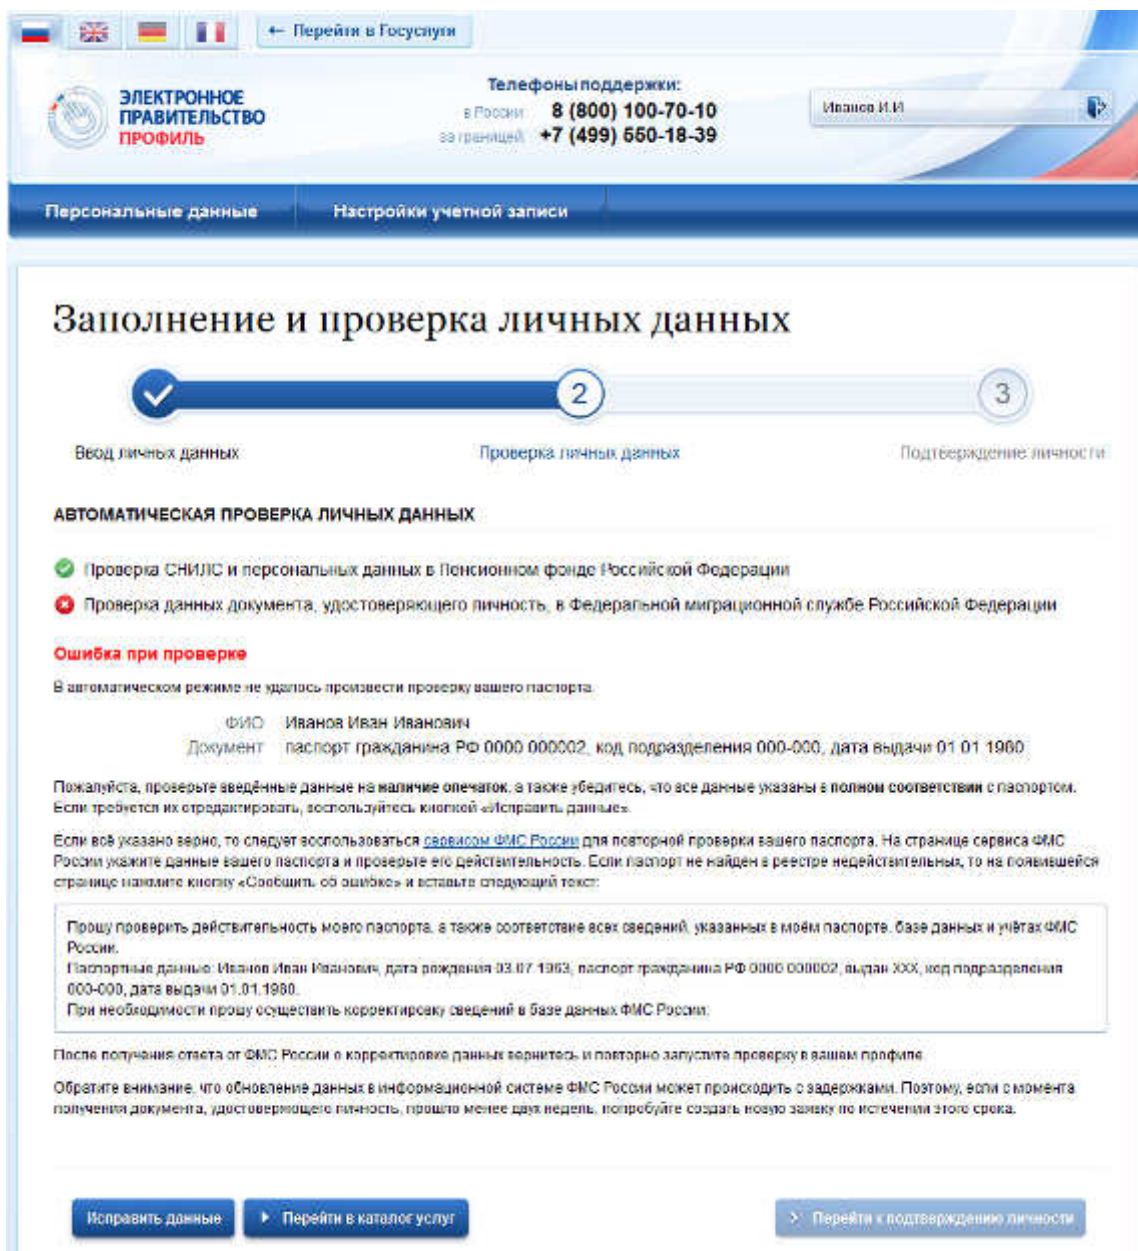 ← Перейти в Госуслуги
Телефоны поддержки:
ЭЛЕКТРОННОЕ
ПРАВИТЕЛЬСТВО
ПРОФИЛЬ
в России 8 (800) 100-70-10
за границей +7 (499) 550-18-39
Иванов И.И
Персональные данные Настройки учетной записи
Заполнение и проверка личных данных
2 3
Ввод личных данных Проверка личных данных Подтверждение личности
АВТОМАТИЧЕСКАЯ ПРОВЕРКА ЛИЧНЫХ ДАННЫХ
Проверка СНИЛС и персональных данных в Пенсионном фонде Российской Федерации
Проверка данных документа, удостоверяющего личность, в Федеральной миграционной службе Российской Федерации
Ошибка при проверке
В автоматическом режиме не удалось произвести проверку вашего паспорта.
ФИО Иванов Иван Иванович
Документ паспорт гражданина РФ 0000 000002, код подразделения 000-000, дата выдачи 01.01.1980
Пожалуйста, проверьте введённые данные на наличие опечаток, а также убедитесь, что все данные указаны в полном соответствии с паспортом.
Если требуется их отредактировать, воспользуйтесь кнопкой «Исправить данные».
Если всё указано верно, то следует воспользоваться сервисом ФМС России для повторной проверки вашего паспорта. На странице сервиса ФМС
России укажите данные вашего паспорта и проверьте его действительность. Если паспорт не найден в реестре недействительных, то на появившейся
странице нажмите кнопку «Сообщить об ошибке» и вставьте следующий текст:
Прошу проверить действительность моего паспорта, а также соответствие всех сведений, указанных в моём паспорте, базе данных и учётах ФМС
России.
Паспортные данные: Иванов Иван Иванович, дата рождения 03.07.1963, паспорт гражданина РФ 0000 000002, выдан XXX, код подразделения
000-000, дата выдачи 01.01.1980.
При необходимости прошу осуществить корректировку сведений в базе данных ФМС России.
После получения ответа от ФМС России о корректировке данных вернитесь и повторно запустите проверку в вашем профиле.
Обратите внимание, что обновление данных в информационной системе ФМС России может происходить с задержками. Поэтому, если с момента
получения документа, удостоверяющего личность, прошло менее двух недель, попробуйте создать новую заявку по истечении этого срока.
Исправить данные Перейти в каталог услуг Перейти к подтверждению личности